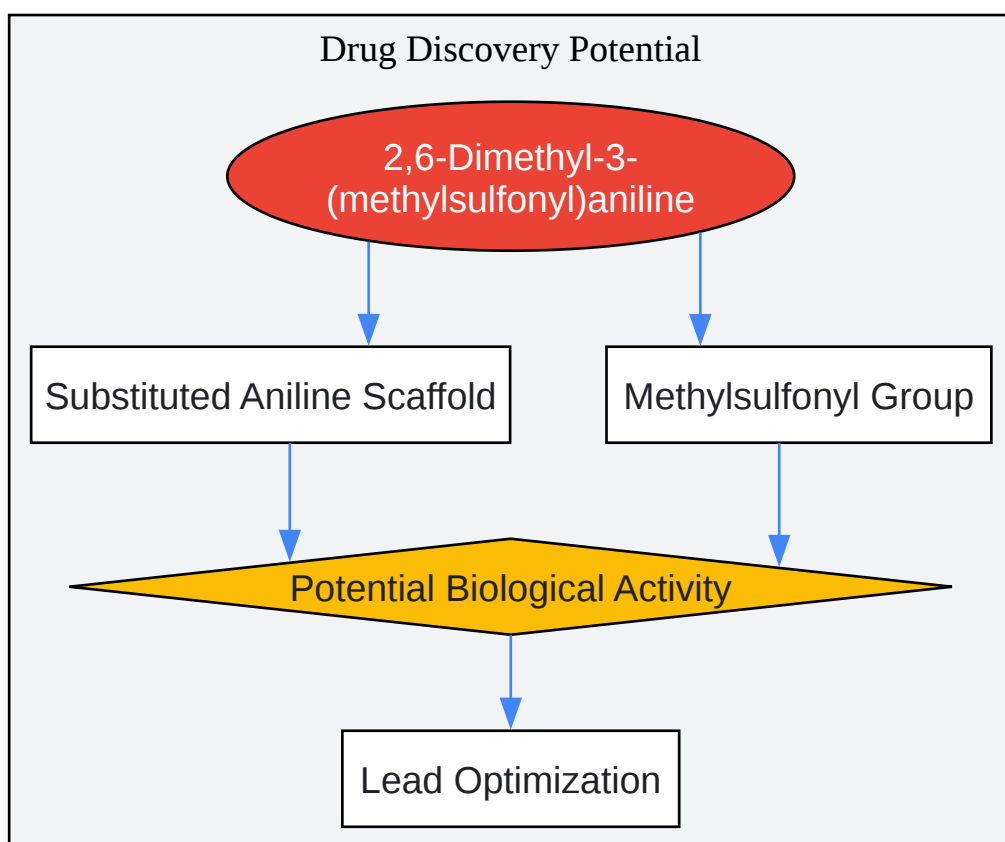 Drug Discovery Potential
2,6-Dimethyl-3-
(methylsulfonyl)aniline
Substituted Aniline Scaffold
Methylsulfonyl Group
Potential Biological Activity
Lead Optimization